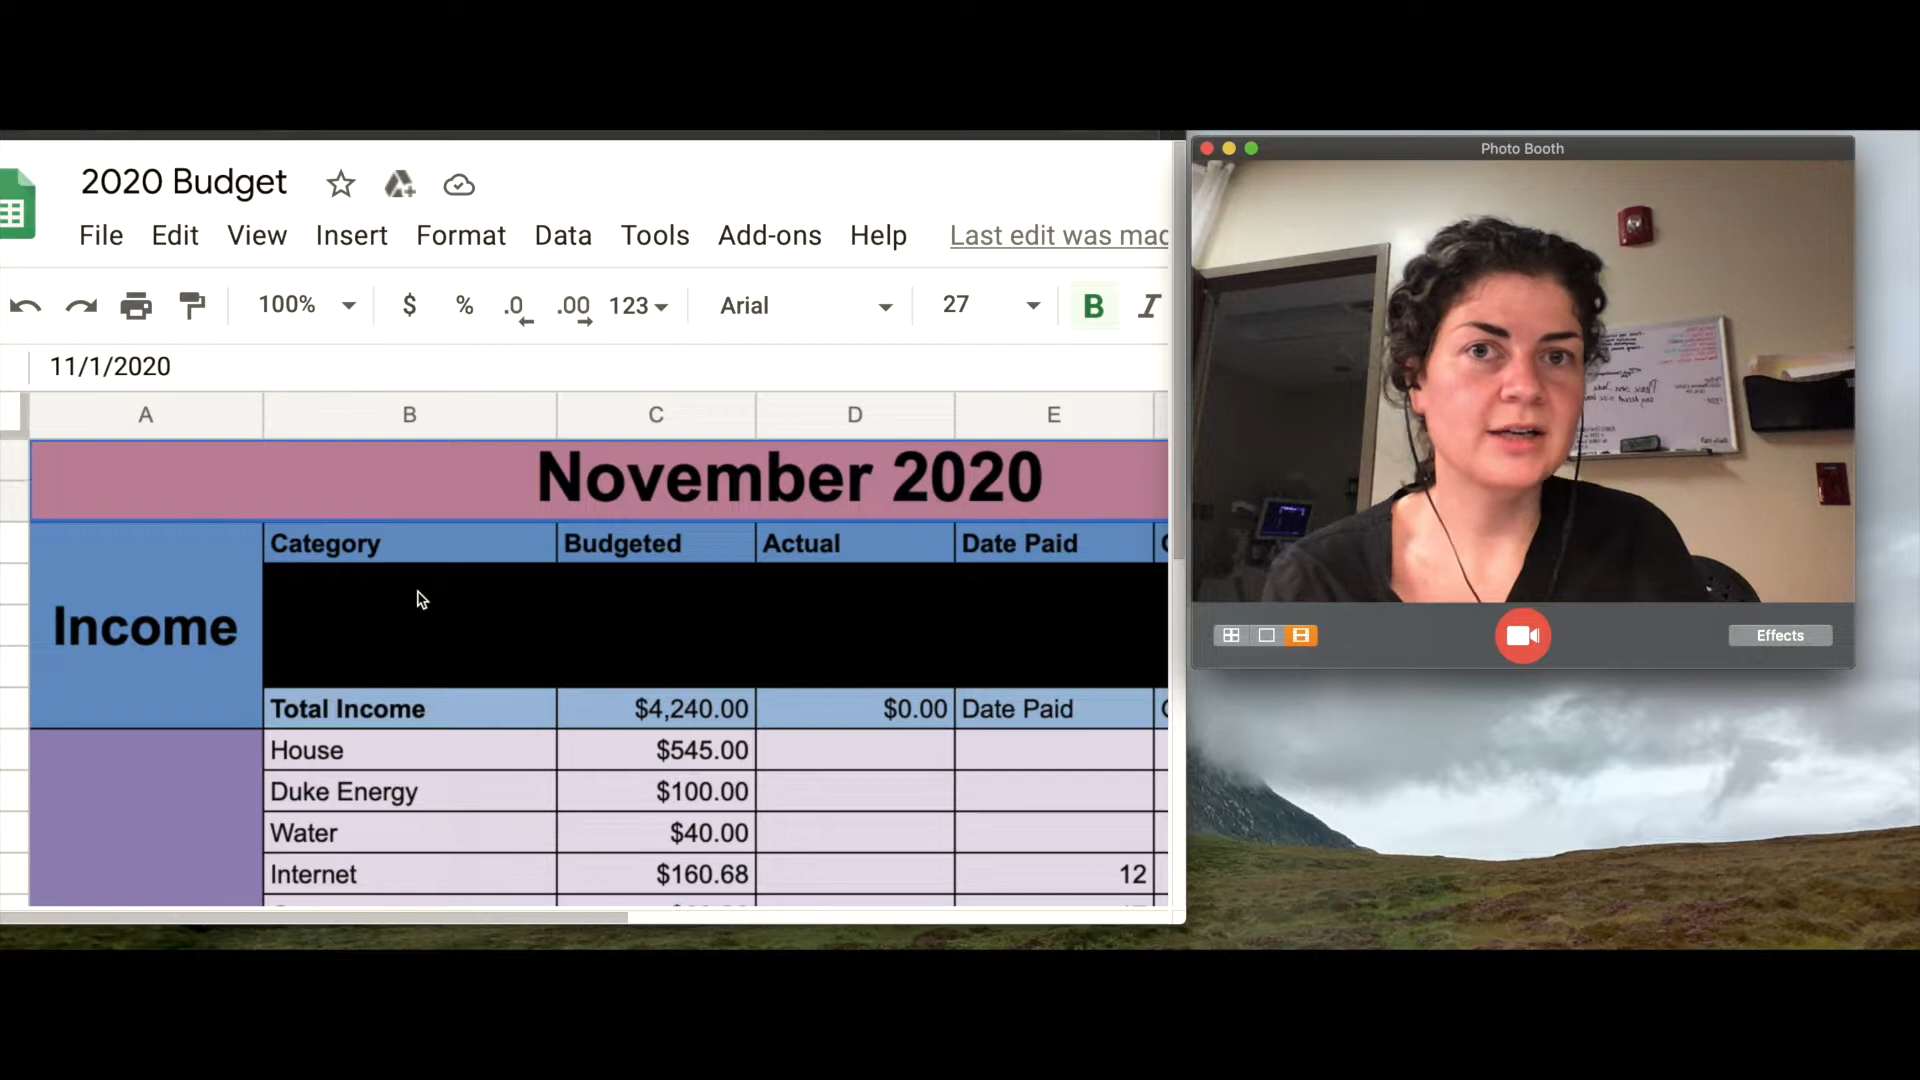 2020 Budget
File Edit View Insert Format Data Tools Add-ons Help Last edit was mad
100% $ % .0 .00 123 Arial 27 B I
11/1/2020
A B C D E
November 2020
Category Budgeted Actual Date Paid
Income
Total Income $4,240.00 $0.00 Date Paid
House $545.00
Duke Energy $100.00
Water $40.00
Internet $160.68 12
Photo Booth
Effects